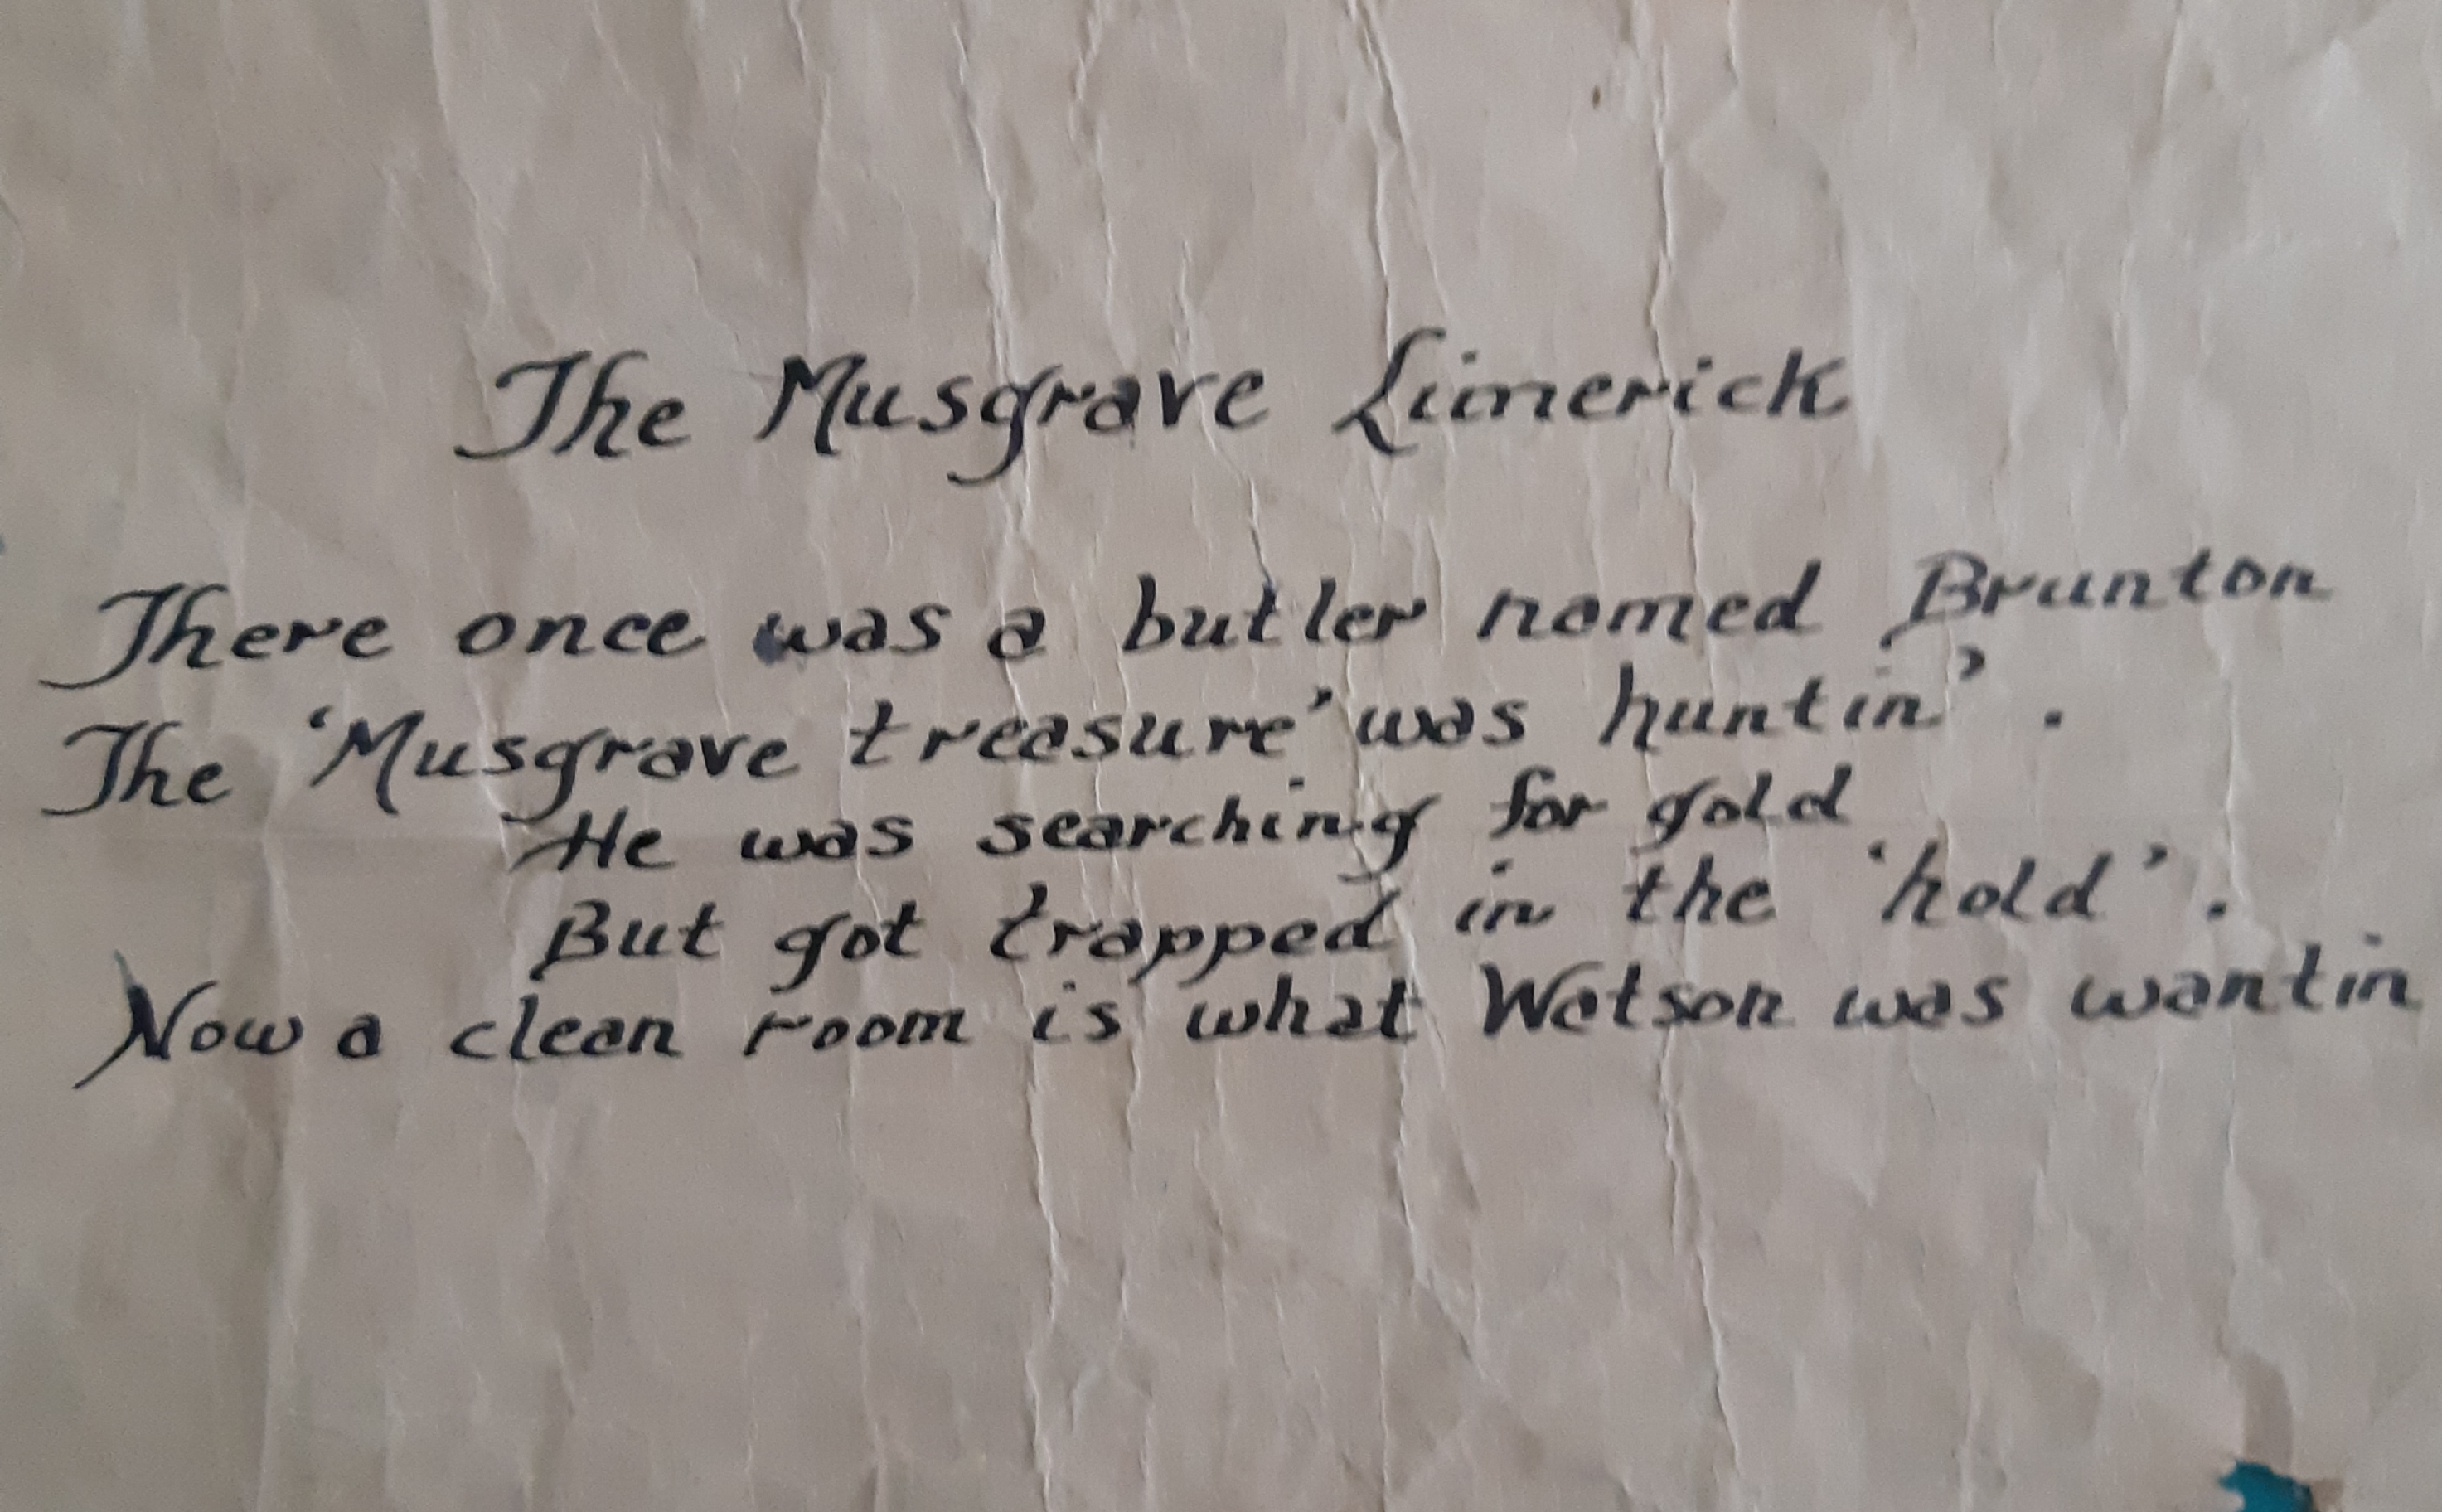 The Musgrave Limerick
There once was a butler named Brunton
The 'Musgrave treasure' was huntin'.
He was searching for gold
But got trapped in the 'hold'.
Now a clean room is what Watson was wantin